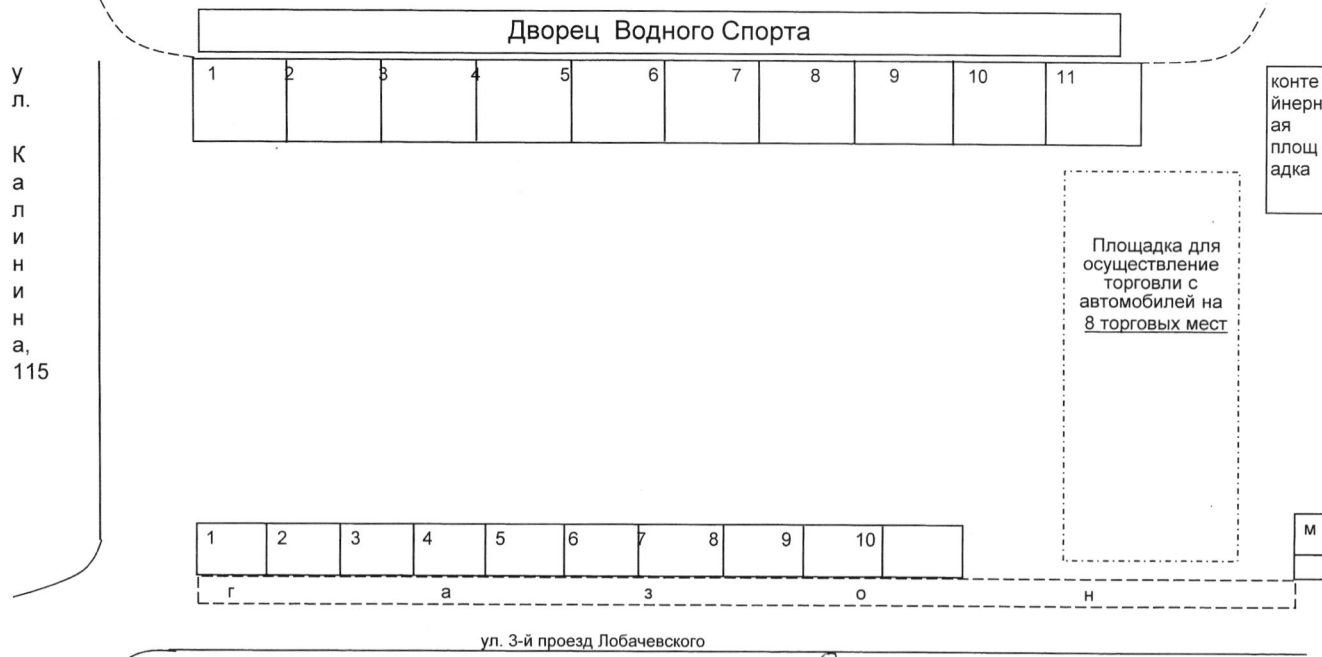 Дворец Водного Спорта
у
л.
К
а
л
и
н
и
н
а,
115
1 2 3 4 5 6 7 8 9 10 11
конте
йнерн
ая
площ
адка
Площадка для
осуществление
торговли с
автомобилей на
8 торговых мест
1 2 3 4 5 6 7 8 9 10
м
г а з о н
ул. 3-й проезд Лобачевского